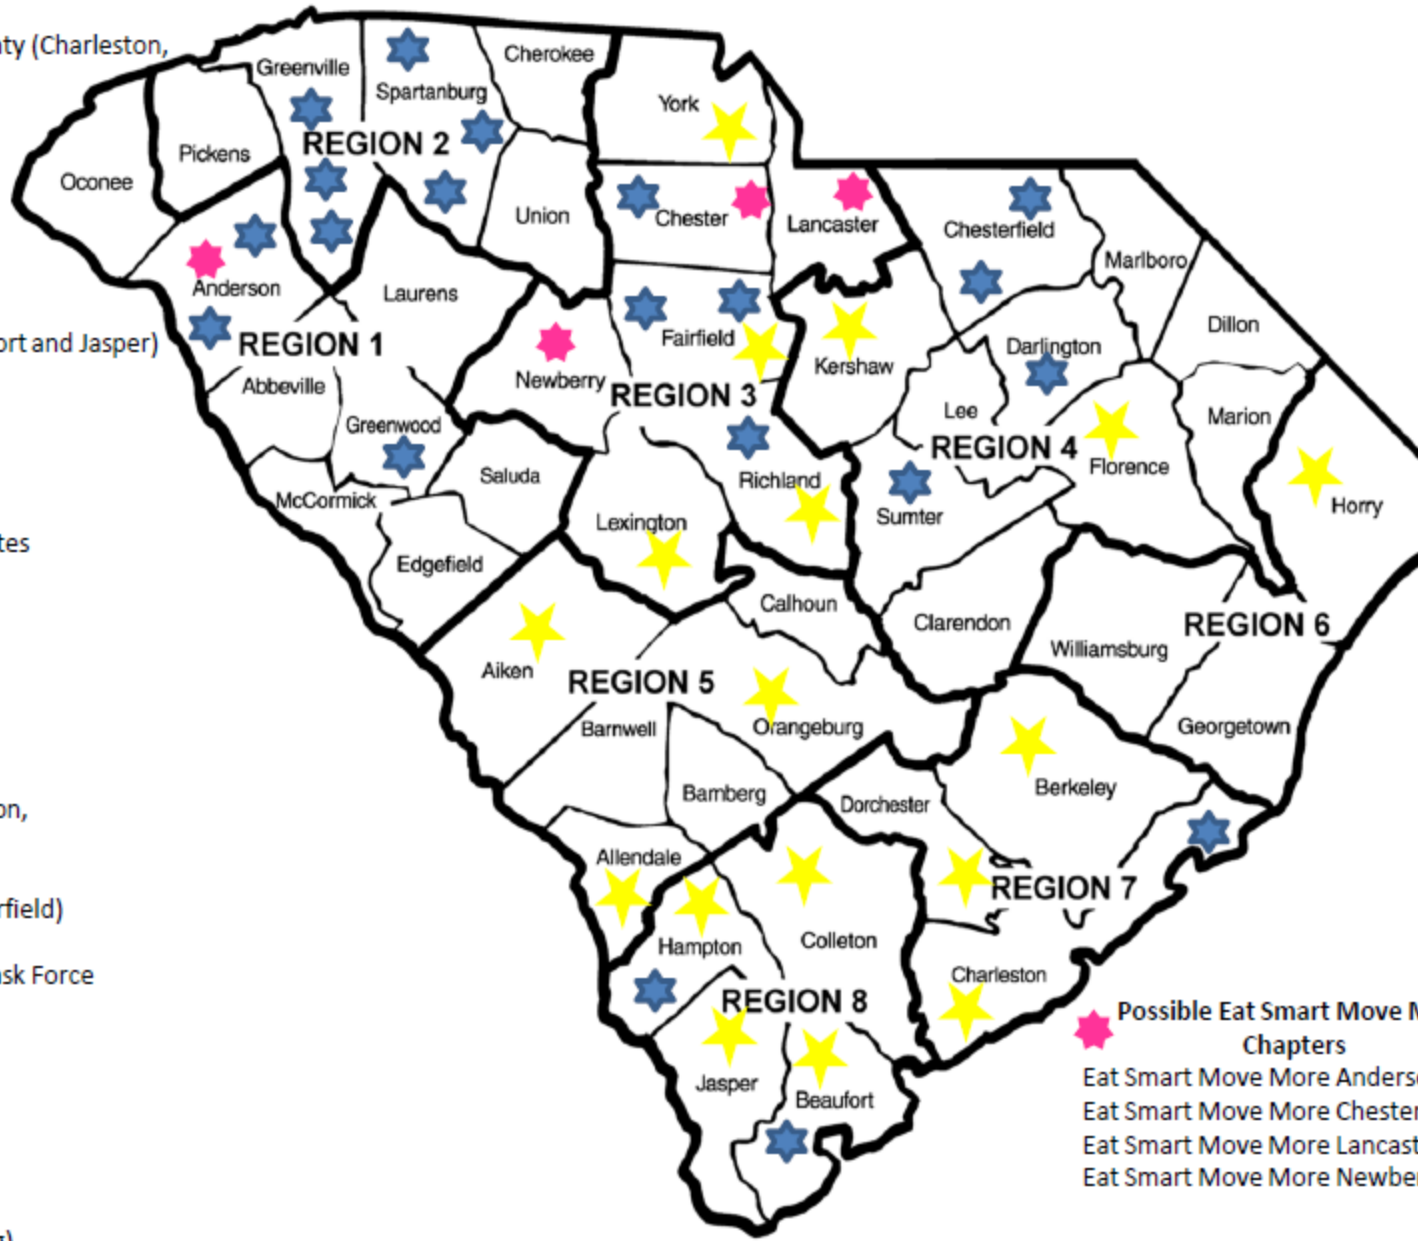 nty (Charleston,
ort and Jasper)
tes
on,
rfield)
ask Force
Greenville
Spartanburg
Cherokee
York
REGION 2
Pickens
Oconee
Union
Chester
Lancaster
Chesterfield
Marlboro
Anderson
Laurens
Dillon
REGION 1
Fairfield
Darlington
Newberry
Kershaw
Abbeville
REGION 3
Lee
Marion
Greenwood
REGION 4
Florence
Saluda
Richland
McCormick
Sumter
Horry
Lexington
Edgefield
Calhoun
Clarendon
REGION 6
Williamsburg
Aiken
REGION 5
Barnwell
Orangeburg
Georgetown
Bamberg
Berkeley
Dorchester
Allendale
REGION 7
Hampton
Colleton
Charleston
REGION 8
Jasper
Beaufort
Possible Eat Smart Move M
Chapters
Eat Smart Move More Anderso
Eat Smart Move More Chester
Eat Smart Move More Lancast
Eat Smart Move More Newber